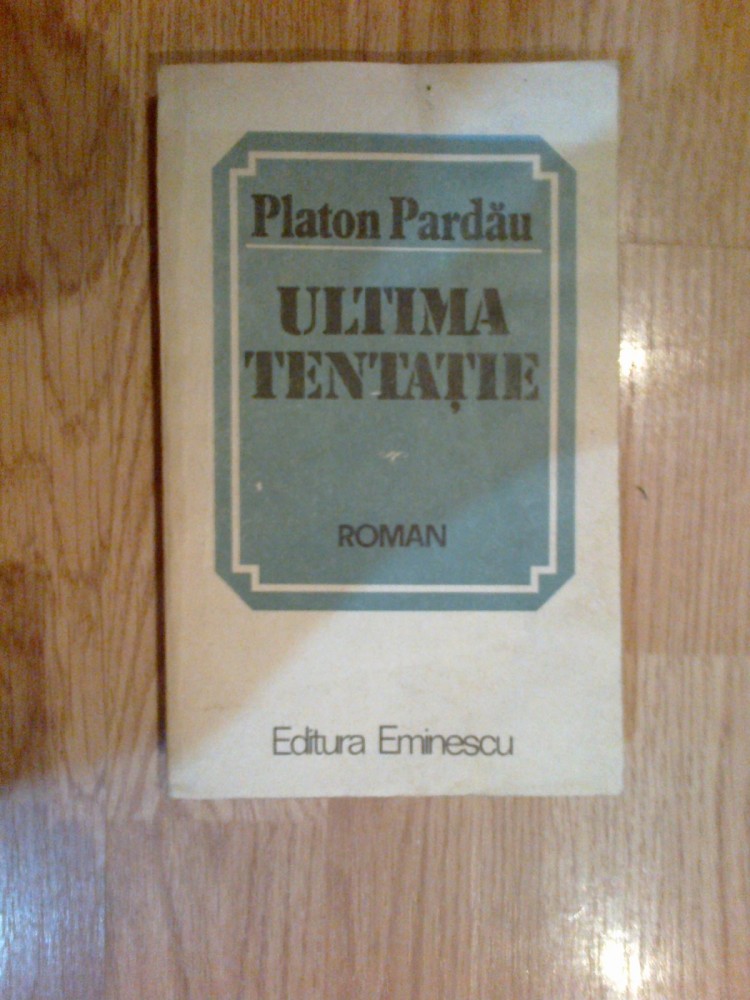 Platon Pardău
ULTIMA
TENTAȚIE
ROMAN
Editura Eminescu